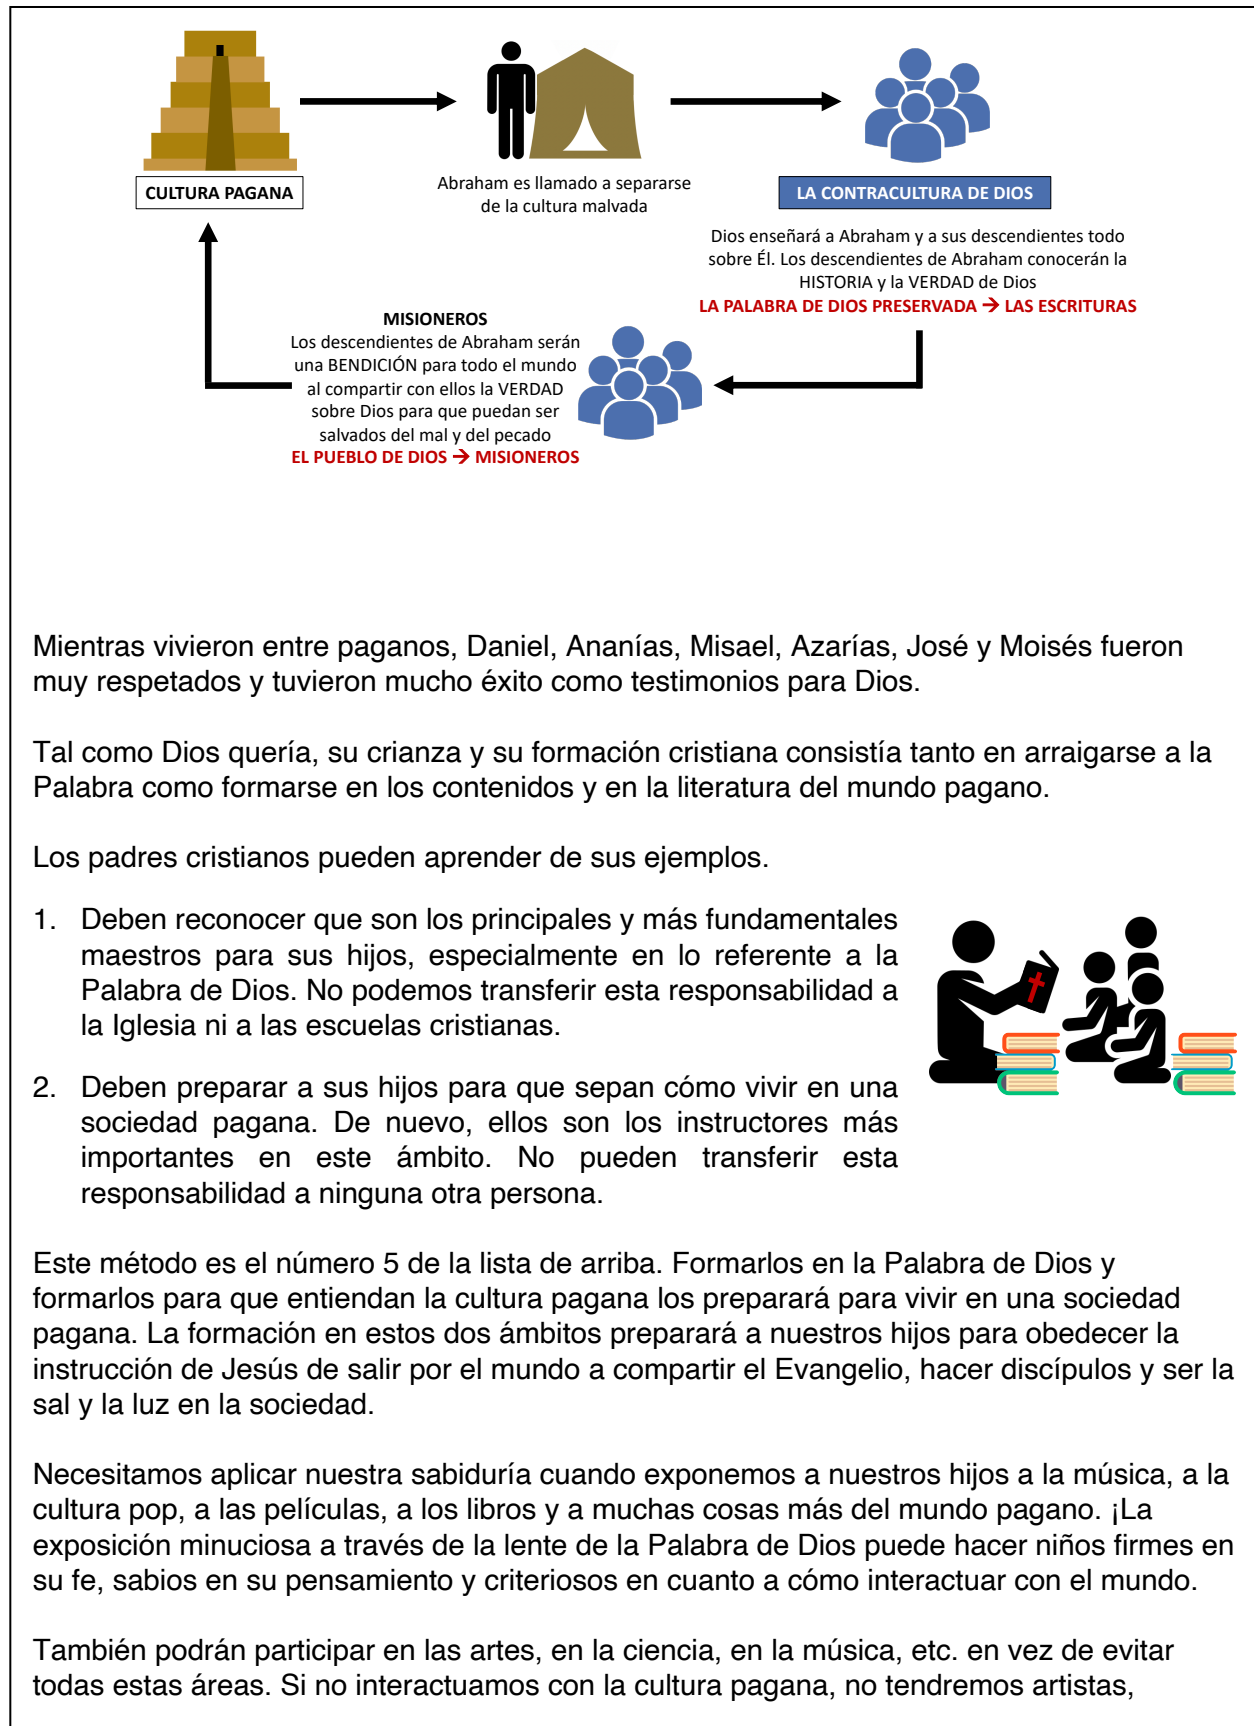 CULTURA PAGANA
Abraham es llamado a separarse
de la cultura malvada
LA CONTRACULTURA DE DIOS
Dios enseñará a Abraham y a sus descendientes todo
sobre Él. Los descendientes de Abraham conocerán la
HISTORIA y la VERDAD de Dios
LA PALABRA DE DIOS PRESERVADA → LAS ESCRITURAS
MISIONEROS
Los descendientes de Abraham serán
una BENDICIÓN para todo el mundo
al compartir con ellos la VERDAD
sobre Dios para que puedan ser
salvados del mal y del pecado
EL PUEBLO DE DIOS → MISIONEROS
Mientras vivieron entre paganos, Daniel, Ananías, Misael, Azarías, José y Moisés fueron
muy respetados y tuvieron mucho éxito como testimonios para Dios.
Tal como Dios quería, su crianza y su formación cristiana consistía tanto en arraigarse a la
Palabra como formarse en los contenidos y en la literatura del mundo pagano.
Los padres cristianos pueden aprender de sus ejemplos.
1. Deben reconocer que son los principales y más fundamentales
maestros para sus hijos, especialmente en lo referente a la
Palabra de Dios. No podemos transferir esta responsabilidad a
la Iglesia ni a las escuelas cristianas.
2. Deben preparar a sus hijos para que sepan cómo vivir en una
sociedad pagana. De nuevo, ellos son los instructores más
importantes en este ámbito. No pueden transferir esta
responsabilidad a ninguna otra persona.
Este método es el número 5 de la lista de arriba. Formarlos en la Palabra de Dios y
formarlos para que entiendan la cultura pagana los preparará para vivir en una sociedad
pagana. La formación en estos dos ámbitos preparará a nuestros hijos para obedecer la
instrucción de Jesús de salir por el mundo a compartir el Evangelio, hacer discípulos y ser la
sal y la luz en la sociedad.
Necesitamos aplicar nuestra sabiduría cuando exponemos a nuestros hijos a la música, a la
cultura pop, a las películas, a los libros y a muchas cosas más del mundo pagano. ¡La
exposición minuciosa a través de la lente de la Palabra de Dios puede hacer niños firmes en
su fe, sabios en su pensamiento y criteriosos en cuanto a cómo interactuar con el mundo.
También podrán participar en las artes, en la ciencia, en la música, etc. en vez de evitar
todas estas áreas. Si no interactuamos con la cultura pagana, no tendremos artistas,